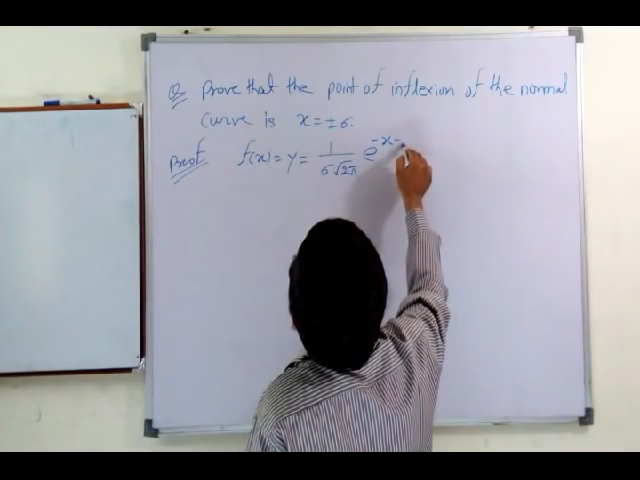 Q Prove that the point of inflexion of the normal
curve is x = ± σ.
Proof f(x) = y = 1/(σ√2π) e^-x-